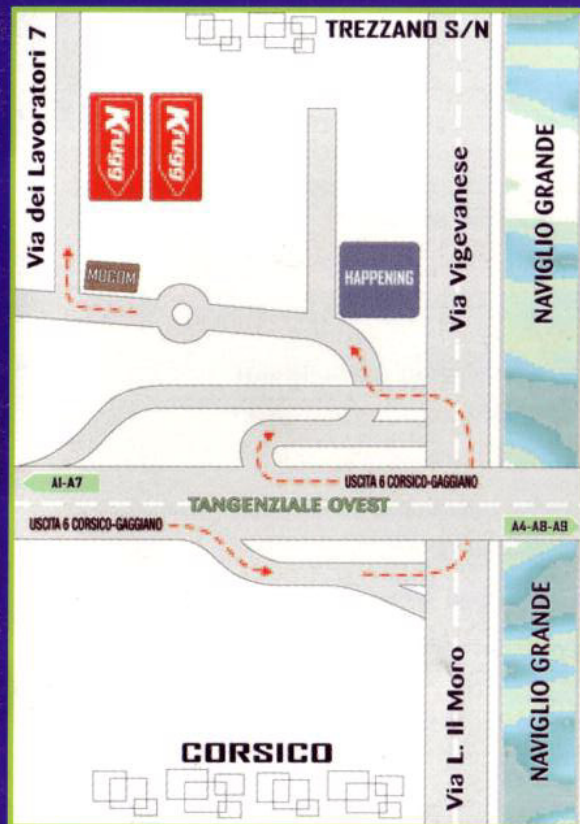 TREZZANO S/N
Via dei Lavoratori 7
Krugg
Krugg
MOCOM
HAPPENING
Via Vigevanese
NAVIGLIO GRANDE
A1-A7
USCITA 6 CORSICO-GAGGIANO
TANGENZIALE OVEST
USCITA 6 CORSICO-GAGGIANO
A4-A8-A9
NAVIGLIO GRANDE
Via L. Il Moro
CORSICO